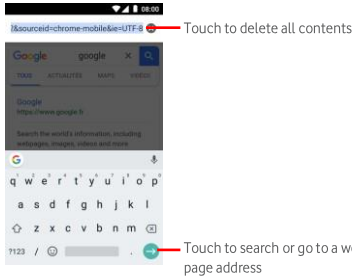 08:00
?&sourceid=chrome-mobile&ie=UTF-8
Touch to delete all contents
Google
google
TOUS ACTUALITÉS MAPS VIDÉO
Google
https://www.google.fr
Search the world's information, including
webpages, images, videos and more
G
q w e r t y u i o p
a s d f g h j k l
z x c v b n m
?123 / .
Touch to search or go to a we
page address